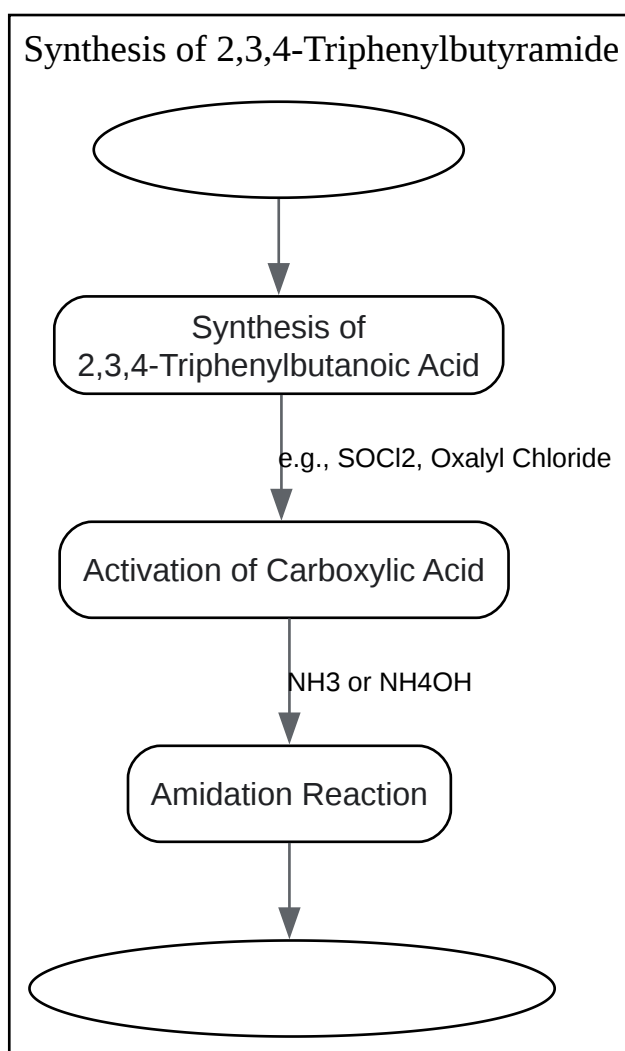 Synthesis of 2,3,4-Triphenylbutyramide
Synthesis of
2,3,4-Triphenylbutanoic Acid
e.g., SOCl2, Oxalyl Chloride
Activation of Carboxylic Acid
NH3 or NH4OH
Amidation Reaction